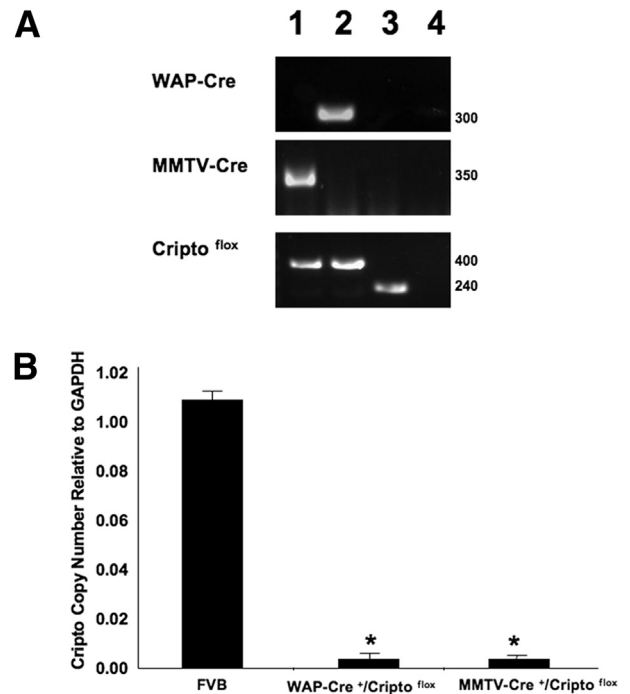 A
1 2 3 4
WAP-Cre
300
MMTV-Cre
350
Cripto flox
400
240
B
Cripto Copy Number Relative to GAPDH
1.02
1.00
0.08
0.06
0.04
0.02
0.00
*
*
FVB
WAP-Cre +/Cripto flox
MMTV-Cre +/Cripto flox